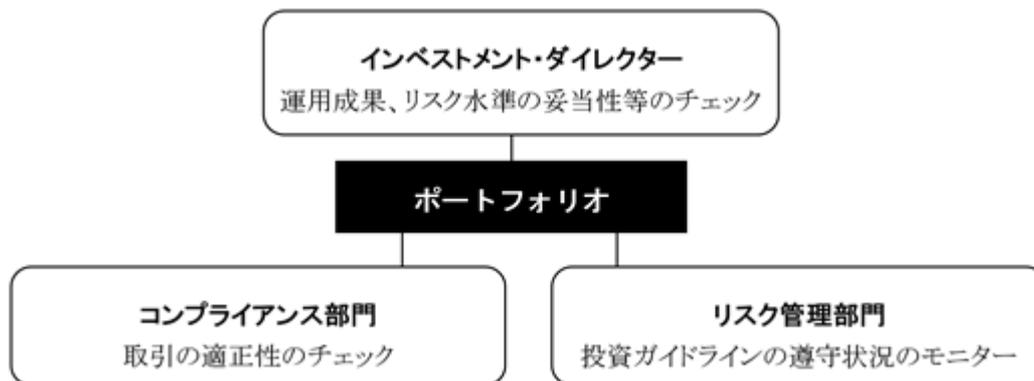 インベストメント・ダイレクター
運用成果、リスク水準の妥当性等のチェック
ポートフォリオ
コンプライアンス部門
取引の適正性のチェック
リスク管理部門
投資ガイドラインの遵守状況のモニター